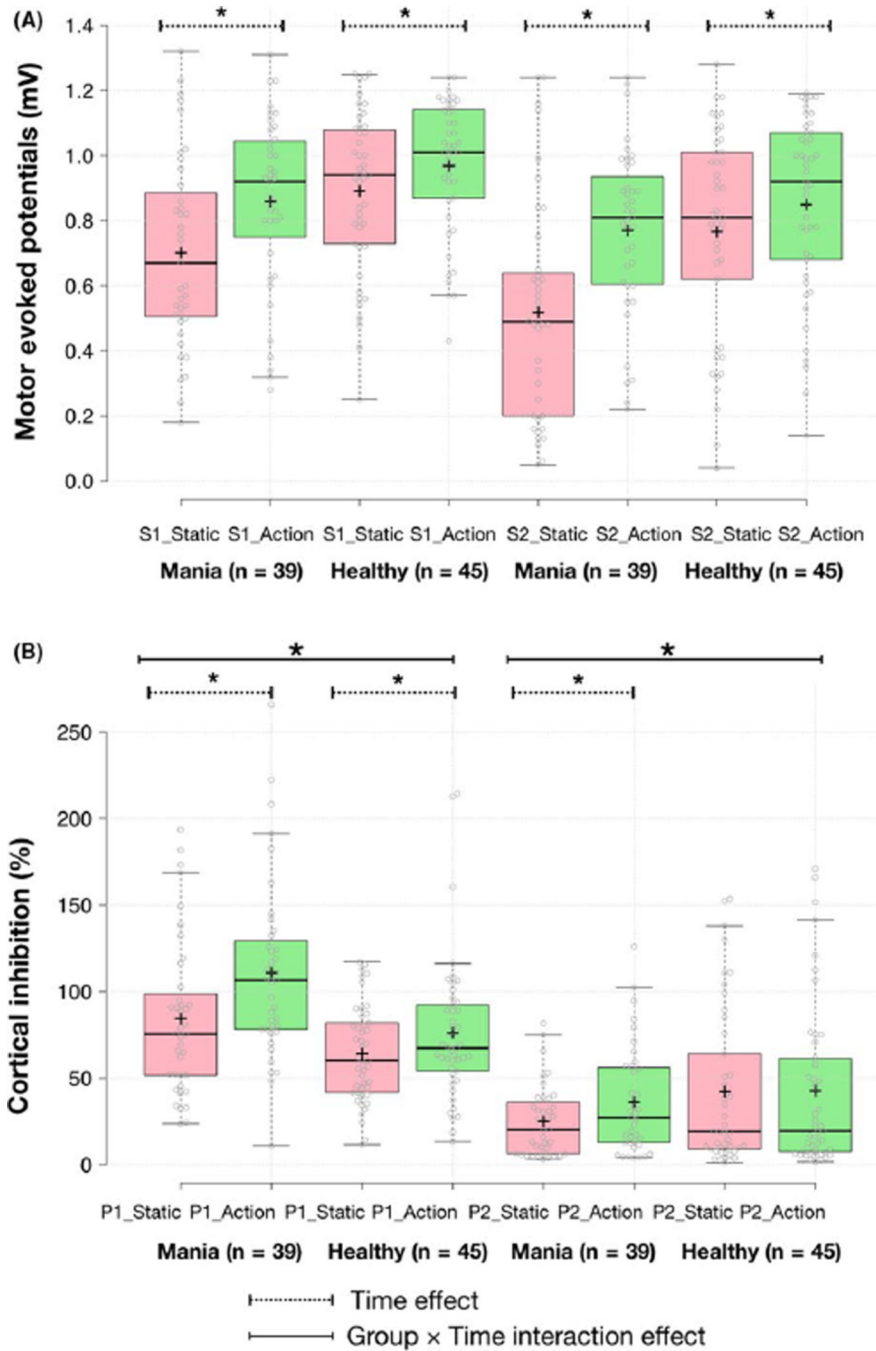 (A)
* * * *
Motor evoked potentials (mV)
1.4
1.2
1.0
0.8
0.6
0.4
0.2
0.0
S1_Static S1_Action S1_Static S1_Action S2_Static S2_Action S2_Static S2_Action
Mania (n = 39) Healthy (n = 45) Mania (n = 39) Healthy (n = 45)
(B)
* *
* * *
Cortical inhibition (%)
250
200
150
100
50
0
P1_Static P1_Action P1_Static P1_Action P2_Static P2_Action P2_Static P2_Action
Mania (n = 39) Healthy (n = 45) Mania (n = 39) Healthy (n = 45)
Time effect
Group × Time interaction effect